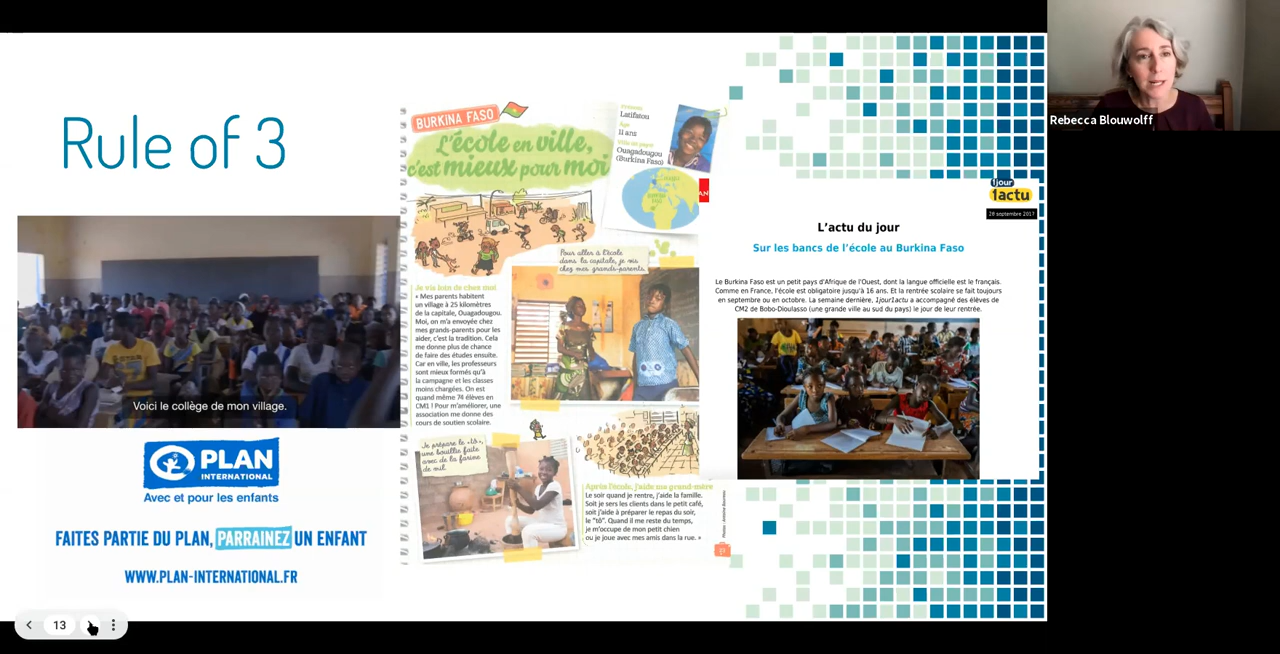 Rule of 3
Voici le collège de mon village.
PLAN
INTERNATIONAL
Avec et pour les enfants
FAITES PARTIE DU PLAN, PARRAINEZ UN ENFANT
WWW.PLAN-INTERNATIONAL.FR
BURKINA FASO
L'école en ville,
c'est mieux pour moi
Prénom
Latifatou
Age
11 ans
Ouagadougou
(Burkina Faso)
Pour aller à l'école
dans la capitale, je vis
chez mes grands-parents.
Je vis loin de chez moi
« Mes parents habitent
un village à 25 kilomètres
de la capitale, Ouagadougou.
Moi, on m'a envoyée chez
mes grands-parents pour les
aider, c'est la tradition. Cela
me donne plus de chance
de faire des études ensuite.
Car en ville, les professeurs
sont mieux formés qu'à
la campagne et les classes
moins chargées. On est
quand même 74 élèves en
CM1 ! Pour m'améliorer, une
association me donne des
cours de soutien scolaire.
Je prépare le «tô»,
une bouillie faite
avec de la farine
de mil.
Après l'école, j'aide ma grand-mère
Le soir quand je rentre, j'aide la famille.
Soit je sers les clients dans le petit café,
soit j'aide à préparer le repas du soir,
le "tô". Quand il me reste du temps,
je m'occupe de mon petit chien
ou je joue avec mes amis dans la rue. »
1jour
1actu
28 septembre 2017
L'actu du jour
Sur les bancs de l'école au Burkina Faso
Le Burkina Faso est un petit pays d'Afrique de l'Ouest, dont la langue officielle est le français.
Comme en France, l'école est obligatoire jusqu'à 16 ans. Et la rentrée scolaire se fait toujours
en septembre ou en octobre. La semaine dernière, 1jour1actu a accompagné des élèves de
CM2 de Bobo-Dioulasso (une grande ville au sud du pays) le jour de leur rentrée.
Rebecca Blouwolff
13